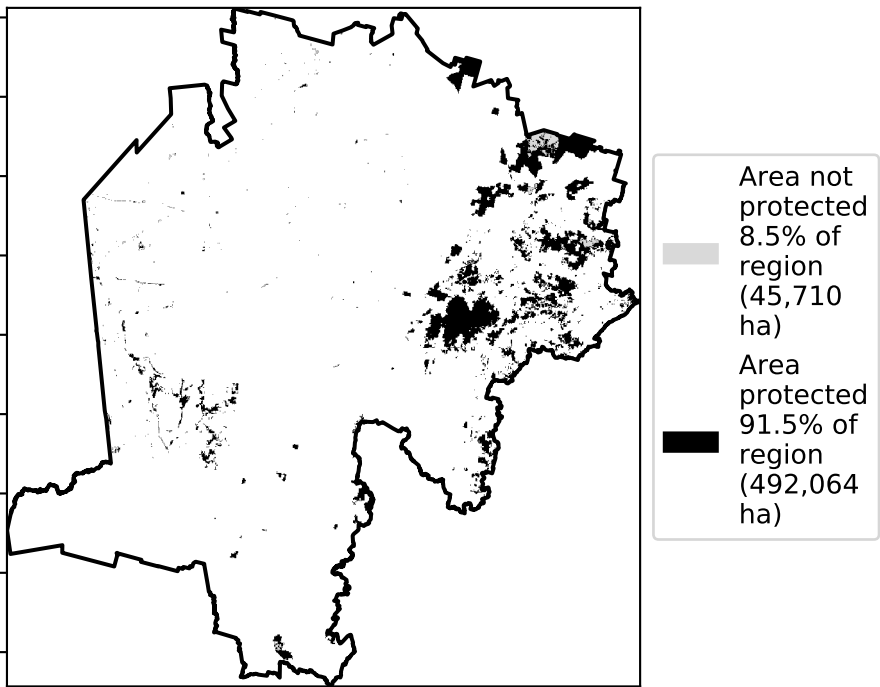 Area not
protected
8.5% of
region
(45,710
ha)
Area
protected
91.5% of
region
(492,064
ha)